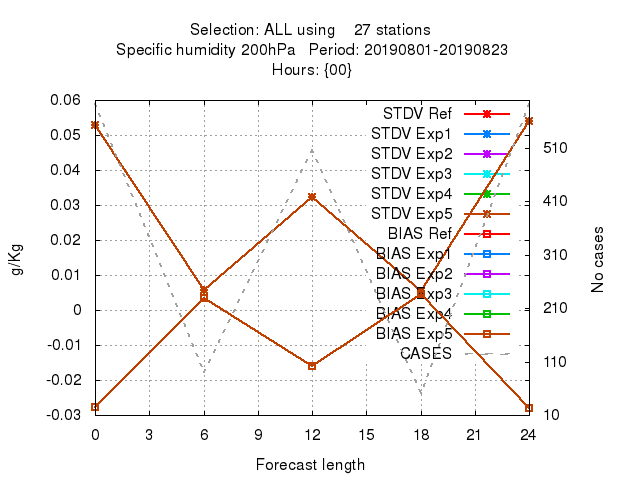 Selection: ALL using    27 stations
Specific humidity 200hPa   Period: 20190801-20190823
Hours: {00}
0.06
0.05
0.04
0.03
0.02
0.01
0
-0.01
-0.02
-0.03
g/Kg
STDV Ref
STDV Exp1
STDV Exp2
STDV Exp3
STDV Exp4
STDV Exp5
BIAS Ref
BIAS Exp1
BIAS Exp2
BIAS Exp3
BIAS Exp4
BIAS Exp5
CASES
510
410
310
210
110
10
No cases
0 3 6 9 12 15 18 21 24
Forecast length